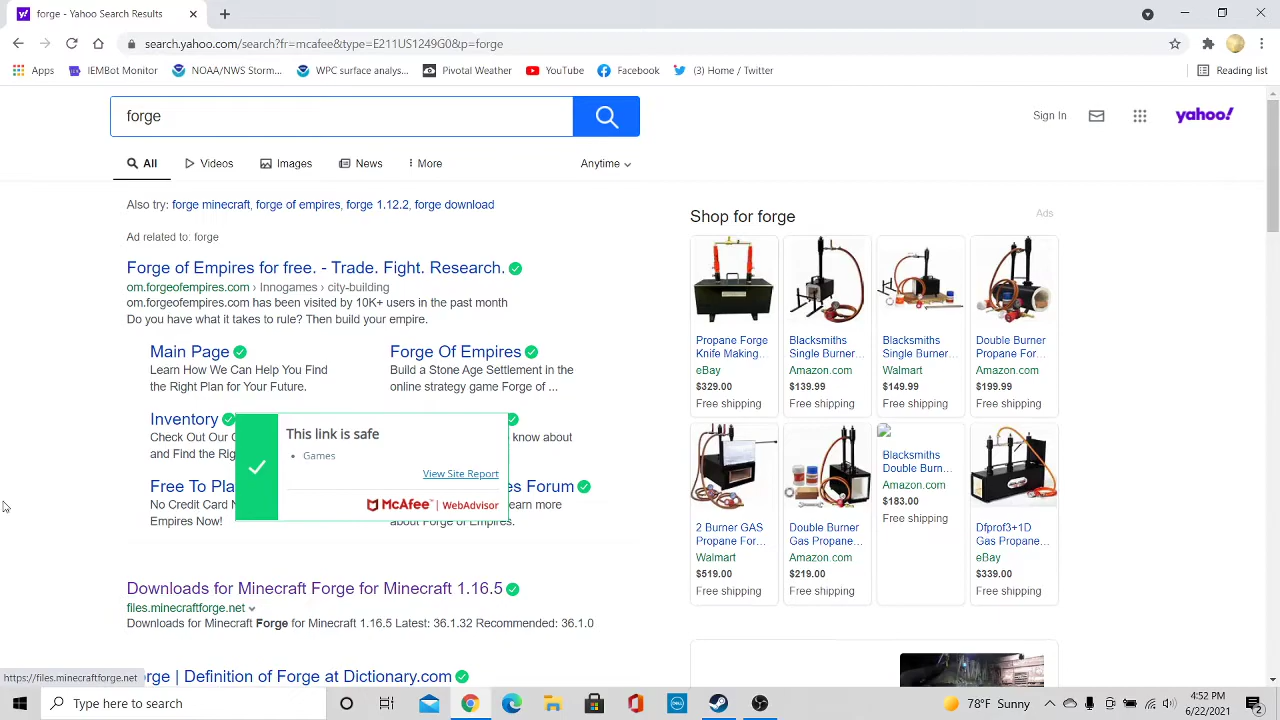 forge - Yahoo Search Results
search.yahoo.com/search?fr=mcafee&type=E211US1249G0&p=forge
Apps
IEMBot Monitor
NOAA/NWS Storm...
WPC surface analys...
Pivotal Weather
YouTube
Facebook
(3) Home / Twitter
Reading list
forge
Sign In
yahoo!
All
Videos
Images
News
More
Anytime
Also try: forge minecraft, forge of empires, forge 1.12.2, forge download
Ad related to: forge
Forge of Empires for free. - Trade. Fight. Research.
om.forgeofempires.com › Innogames › city-building
om.forgeofempires.com has been visited by 10K+ users in the past month
Do you have what it takes to rule? Then build your empire.
Main Page
Learn How We Can Help You Find
the Right Plan for Your Future.
Forge Of Empires
Build a Stone Age Settlement in the
online strategy game Forge of ...
Inventory
Check Out Our
and Find the Rig
know about
Free To Pla
No Credit Card
Empires Now!
es Forum
earn more
about Forge of Empires.
This link is safe
• Games
View Site Report
McAfee™ | WebAdvisor
Downloads for Minecraft Forge for Minecraft 1.16.5
files.minecraftforge.net
Downloads for Minecraft Forge for Minecraft 1.16.5 Latest: 36.1.32 Recommended: 36.1.0
rge | Definition of Forge at Dictionary.com
https://files.minecraftforge.net
Shop for forge
Ads
Propane Forge
Knife Making...
eBay
$329.00
Free shipping
Blacksmiths
Single Burner...
Amazon.com
$139.99
Free shipping
Blacksmiths
Single Burner...
Walmart
$149.99
Free shipping
Double Burner
Propane For...
Amazon.com
$199.99
Free shipping
2 Burner GAS
Propane For...
Walmart
$519.00
Free shipping
Double Burner
Gas Propane...
Amazon.com
$219.00
Free shipping
Blacksmiths
Double Burn...
Amazon.com
$183.00
Free shipping
Dfprof3+1D
Gas Propane...
eBay
$339.00
Free shipping
Type here to search
DELL
78°F Sunny
4:52 PM
6/22/2021
2